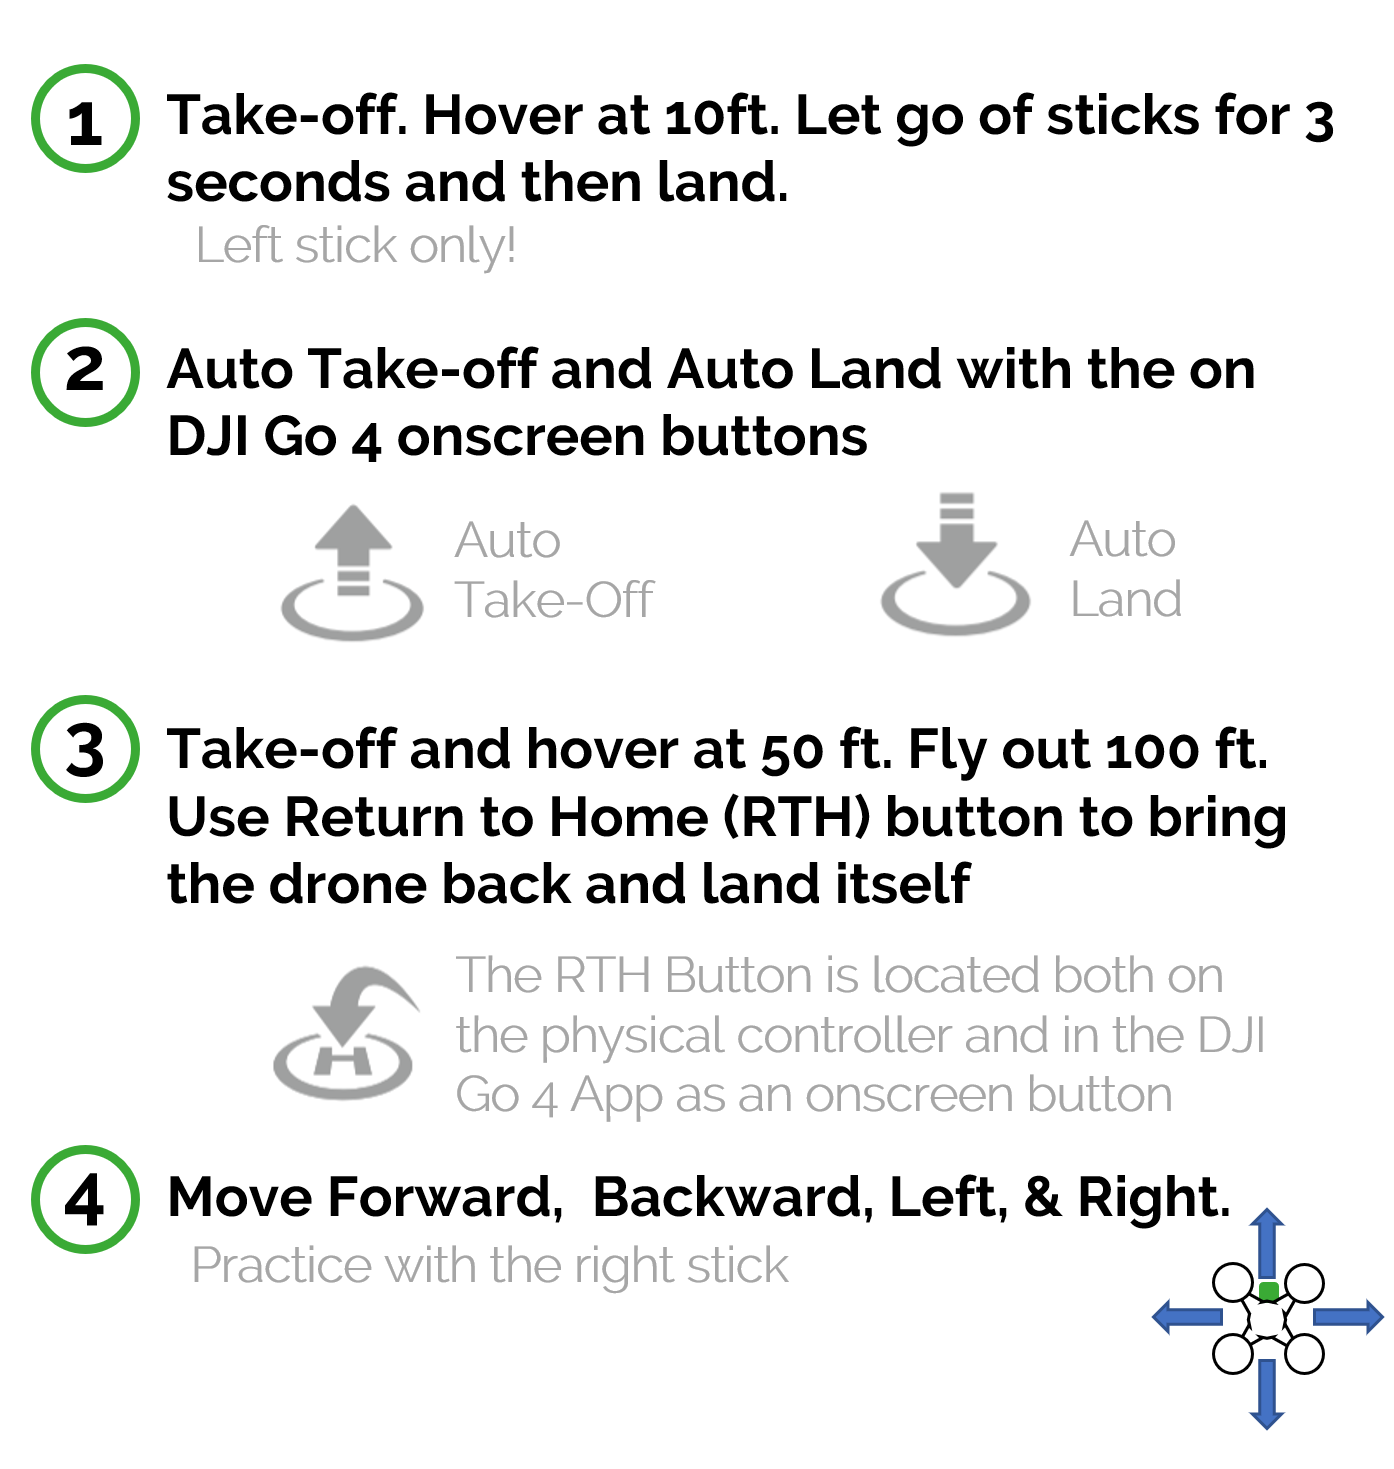 1
Take-off. Hover at 10ft. Let go of sticks for 3
seconds and then land.
Left stick only!
2
Auto Take-off and Auto Land with the on
DJI Go 4 onscreen buttons
Auto
Take-Off
Auto
Land
3
Take-off and hover at 50 ft. Fly out 100 ft.
Use Return to Home (RTH) button to bring
the drone back and land itself
H
The RTH Button is located both on
the physical controller and in the DJI
Go 4 App as an onscreen button
4
Move Forward,  Backward, Left, & Right.
Practice with the right stick